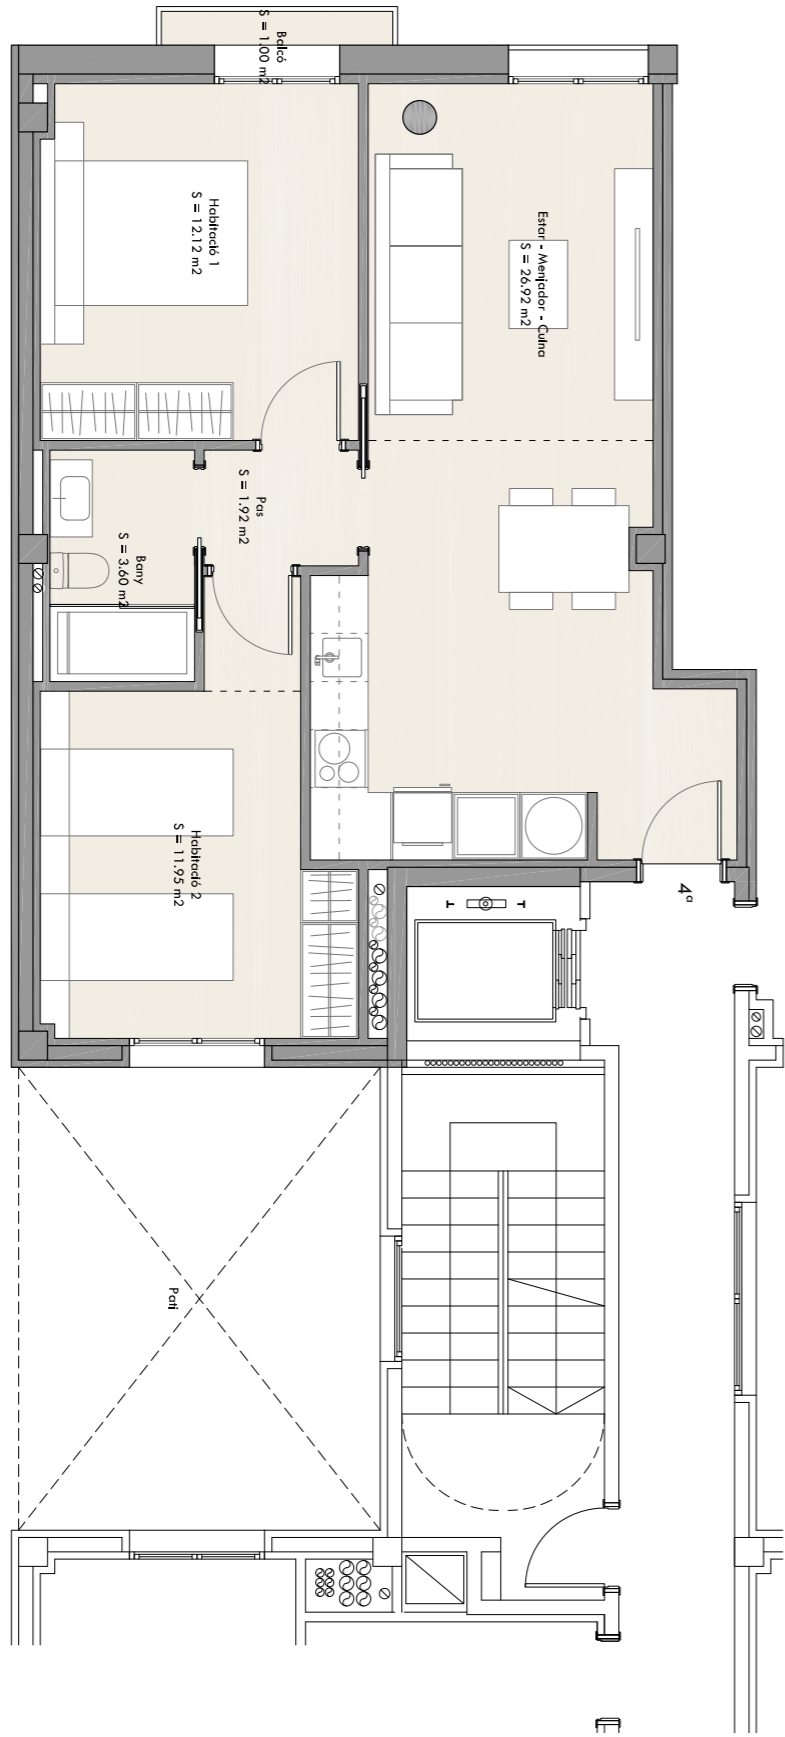 Balcó
S = 1.00 m2
Habitació 1
S = 12.12 m2
Estar - Menjador - Cuina
S = 26.92 m2
Pas
S = 1.92 m2
Bany
S = 3.60 m2
Habitació 2
S = 11.95 m2
4ª
T T
Pati